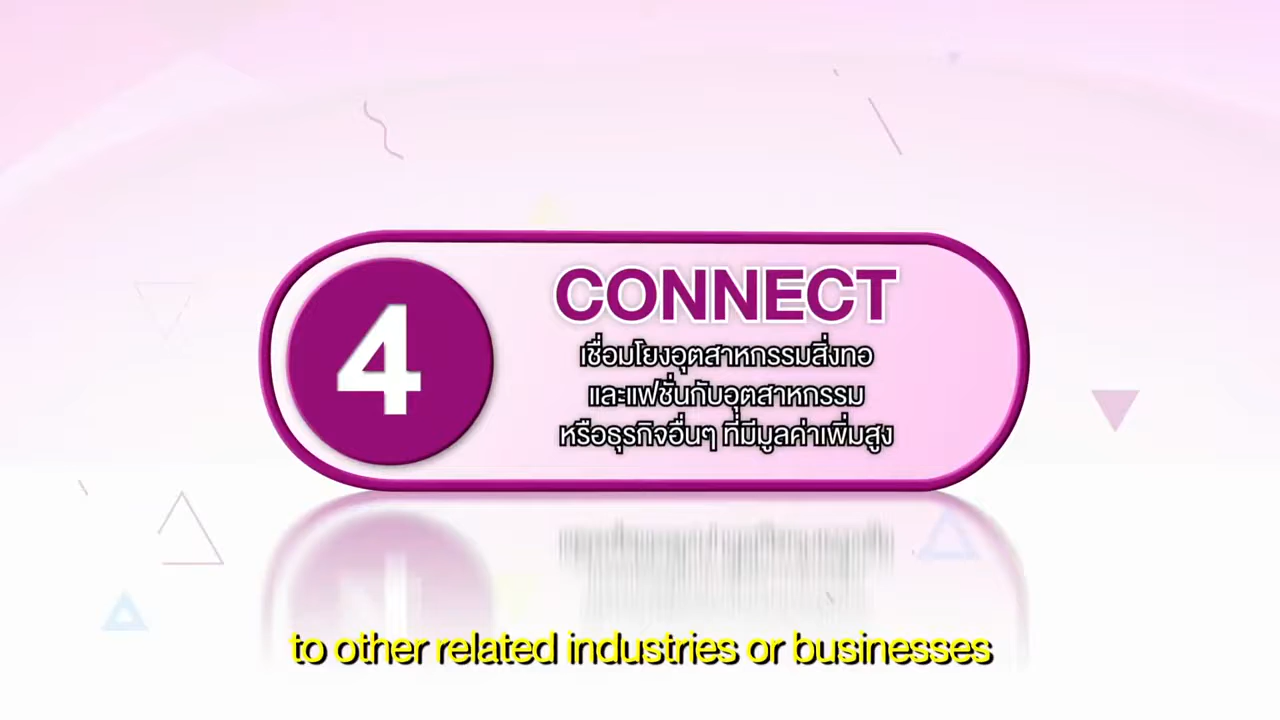 4
CONNECT
เชื่อมโยงอุตสาหกรรมสิ่งทอ
และแฟชั่นกับอุตสาหกรรม
หรือธุรกิจอื่นๆ ที่มีมูลค่าเพิ่มสูง
to other related industries or businesses